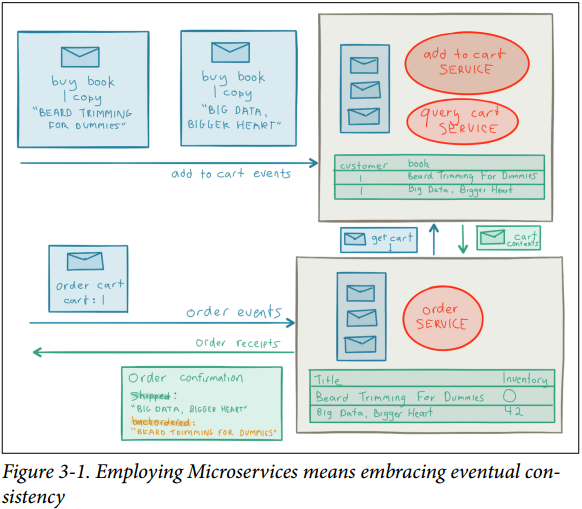 buy book
1 copy
"BEARD TRIMMING
FOR DUMMIES"
buy book
1 copy
"BIG DATA,
BIGGER HEART"
add to cart events
add to cart
SERVICE
query cart
SERVICE
customer book
1 Beard Trimming For Dummies
1 Big Data, Bigger Heart
get cart
1
cart
contents
order cart
cart: 1
order events
order receipts
order
SERVICE
Order confirmation
Shipped:
"BIG DATA, BIGGER HEART"
backordered:
"BEARD TRIMMING FOR DUMMIES"
Title Inventory
Beard Trimming For Dummies 0
Big Data, Bigger Heart 42
Figure 3-1. Employing Microservices means embracing eventual con-
sistency